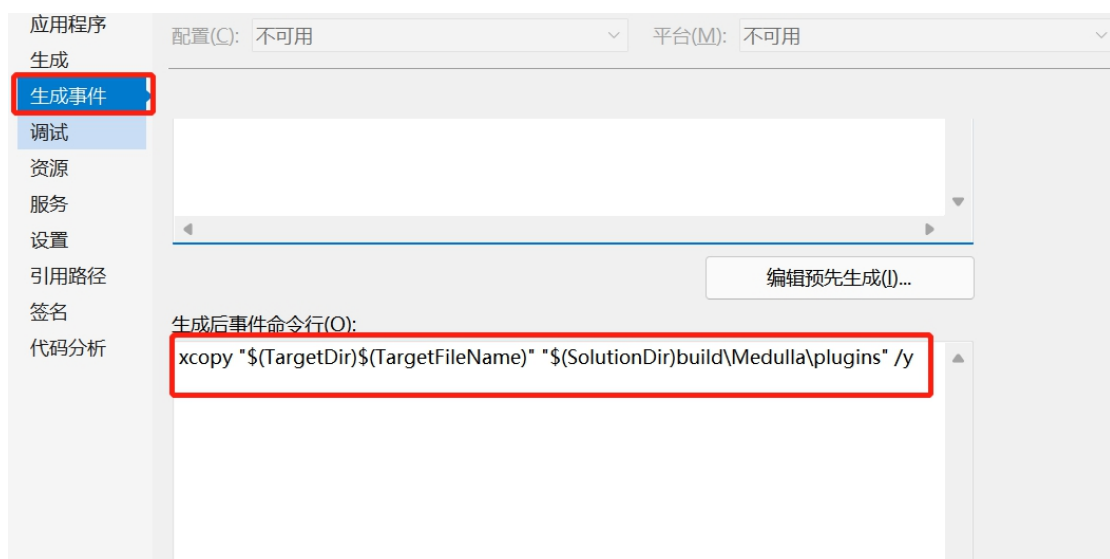 应用程序
生成
生成事件
调试
资源
服务
设置
引用路径
签名
代码分析
配置(C): 不可用 平台(M): 不可用
编辑预先生成(I)...
生成后事件命令行(O):
xcopy "$(TargetDir)$(TargetFileName)" "$(SolutionDir)build\Medulla\plugins" /y